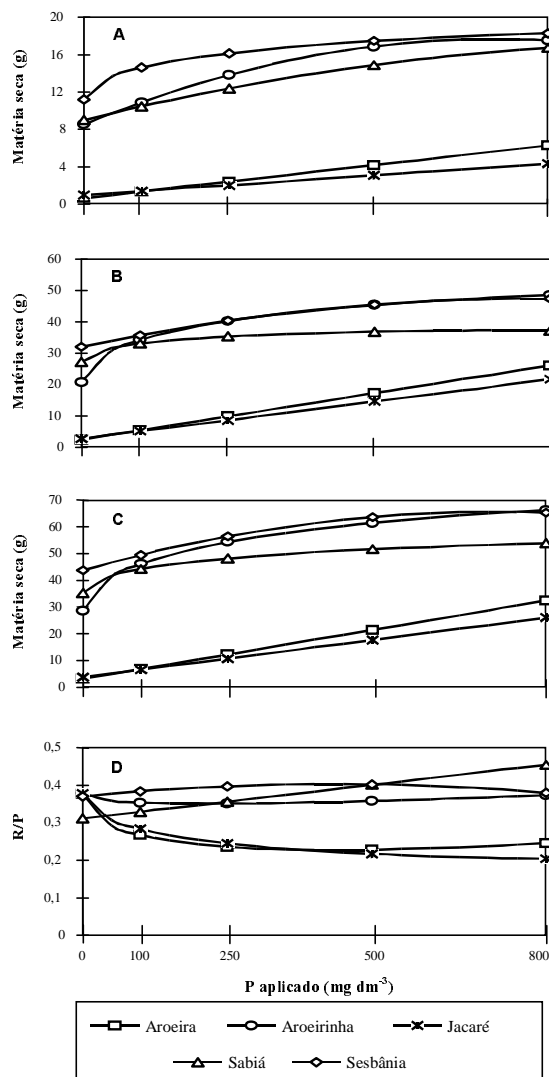 A
Matéria seca (g)
20
16
12
8
4
0
B
Matéria seca (g)
60
50
40
30
20
10
0
C
Matéria seca (g)
70
60
50
40
30
20
10
0
D
R/P
0,5
0,4
0,3
0,2
0,1
0
0 100 250 500 800
P aplicado (mg dm-3)
Aroeira Aroeirinha Jacaré
Sabiá Sesbânia